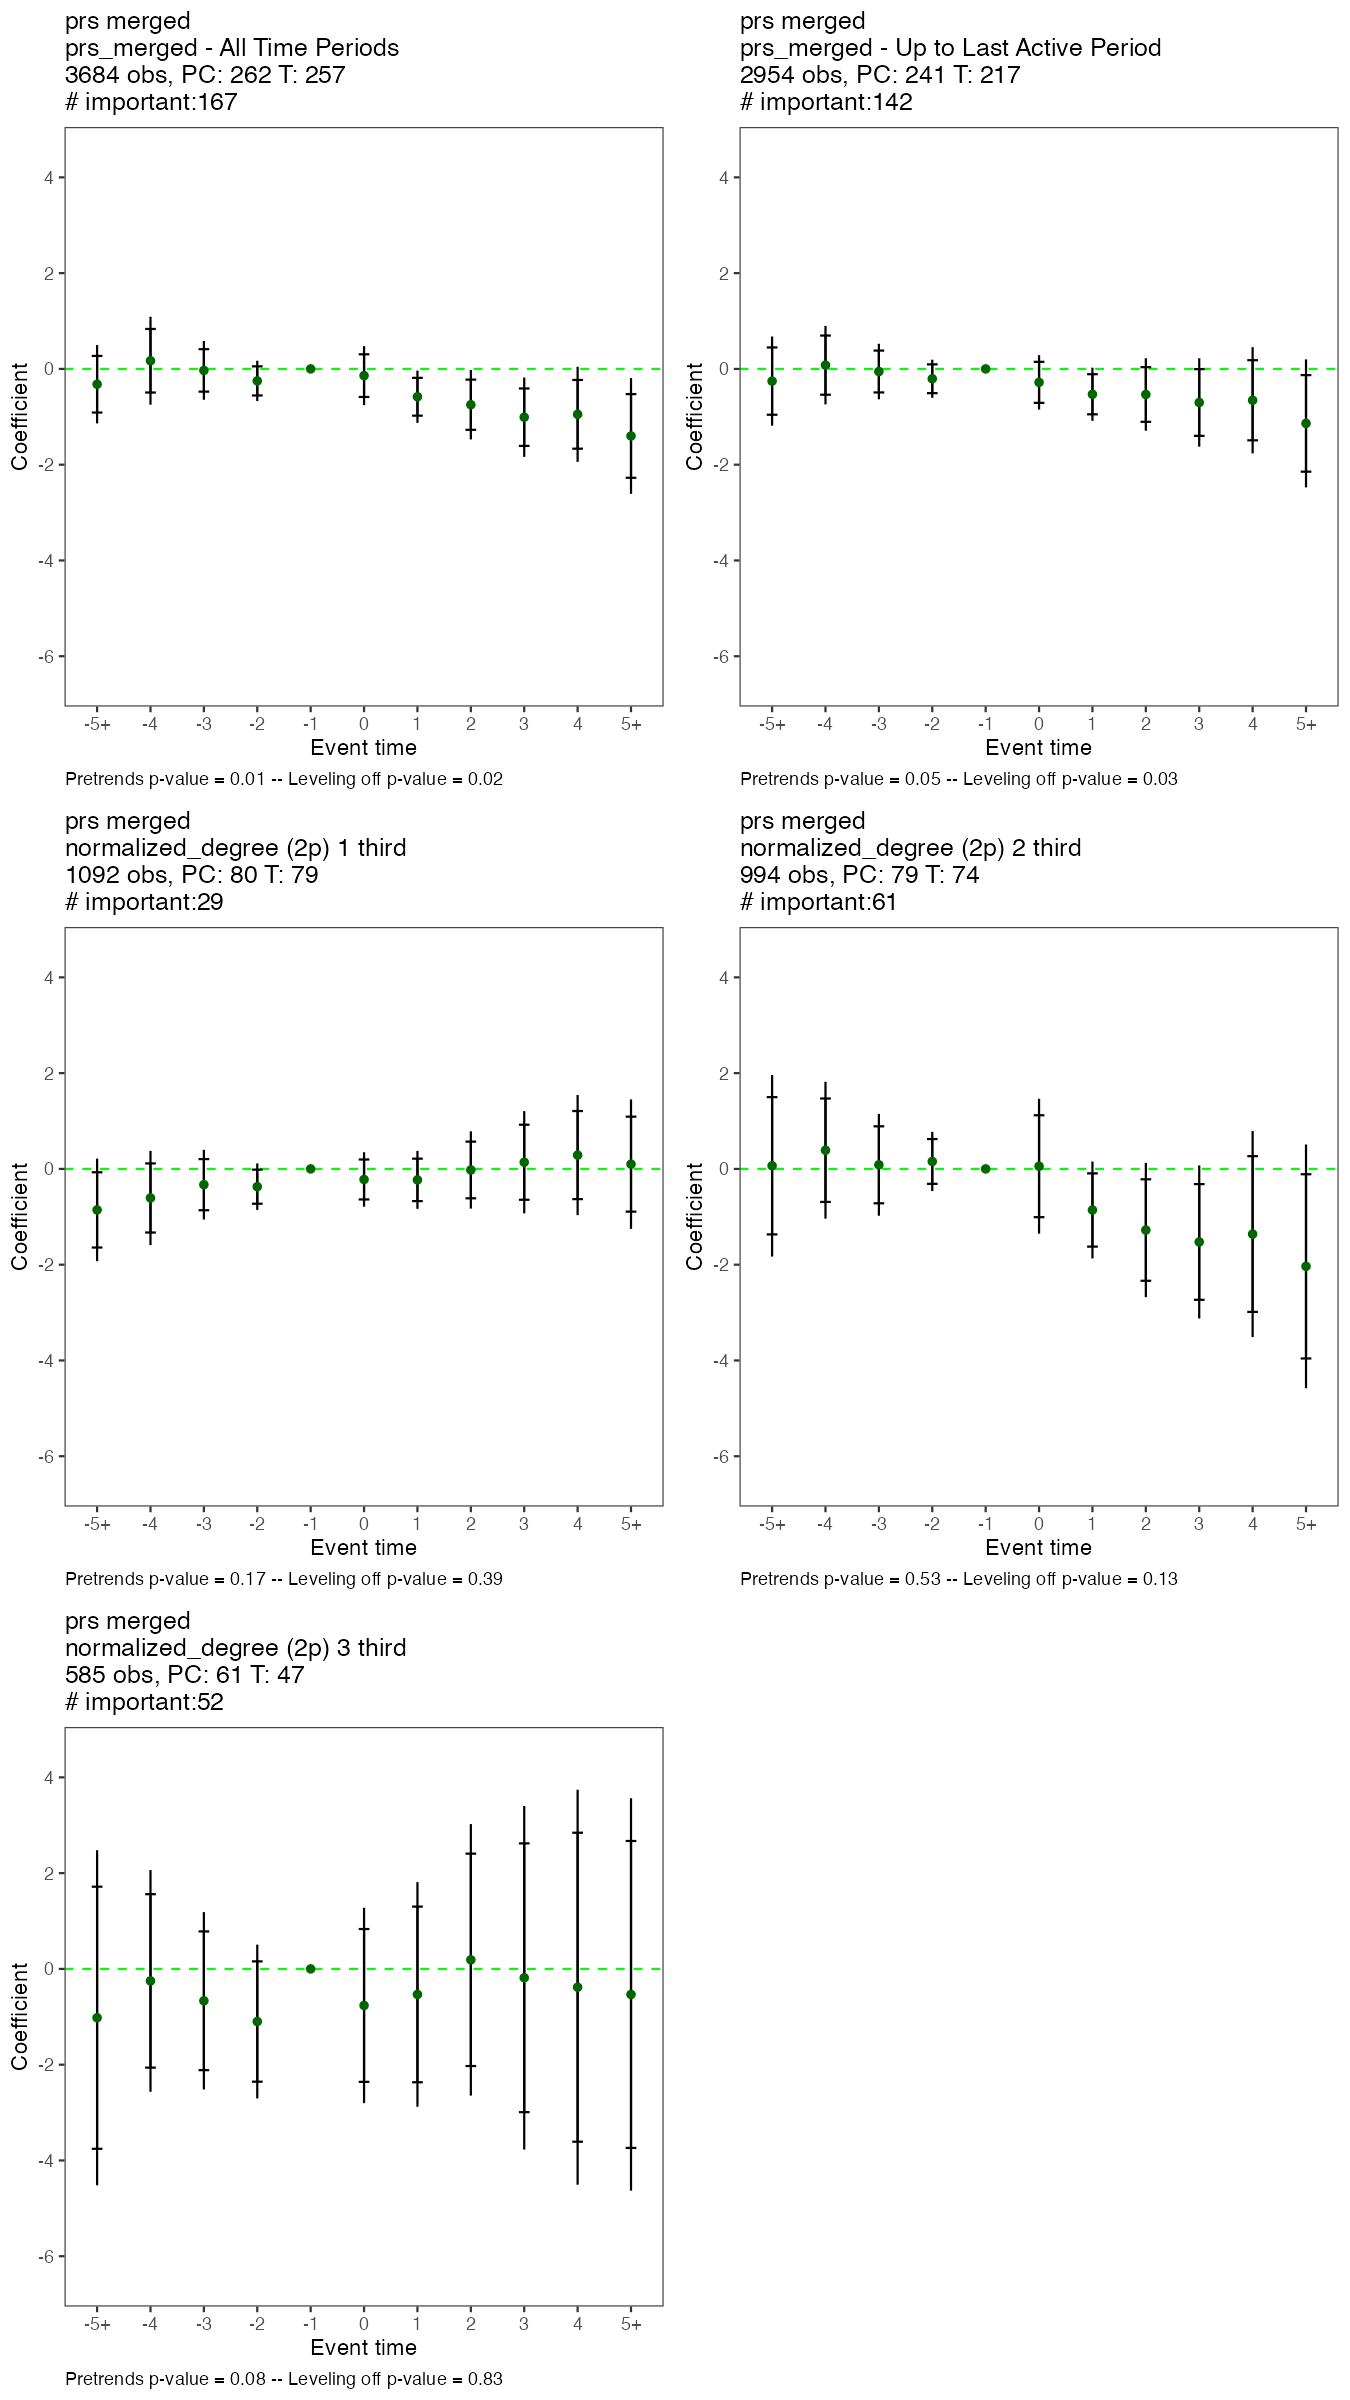 prs merged
prs_merged - All Time Periods
3684 obs, PC: 262 T: 257
# important:167
4
2
0
-2
-4
-6
Coefficient
-5+ -4 -3 -2 -1 0 1 2 3 4 5+
Event time
Pretrends p-value = 0.01 -- Leveling off p-value = 0.02
prs merged
prs_merged - Up to Last Active Period
2954 obs, PC: 241 T: 217
# important:142
4
2
0
-2
-4
-6
Coefficient
-5+ -4 -3 -2 -1 0 1 2 3 4 5+
Event time
Pretrends p-value = 0.05 -- Leveling off p-value = 0.03
prs merged
normalized_degree (2p) 1 third
1092 obs, PC: 80 T: 79
# important:29
4
2
0
-2
-4
-6
Coefficient
-5+ -4 -3 -2 -1 0 1 2 3 4 5+
Event time
Pretrends p-value = 0.17 -- Leveling off p-value = 0.39
prs merged
normalized_degree (2p) 2 third
994 obs, PC: 79 T: 74
# important:61
4
2
0
-2
-4
-6
Coefficient
-5+ -4 -3 -2 -1 0 1 2 3 4 5+
Event time
Pretrends p-value = 0.53 -- Leveling off p-value = 0.13
prs merged
normalized_degree (2p) 3 third
585 obs, PC: 61 T: 47
# important:52
4
2
0
-2
-4
-6
Coefficient
-5+ -4 -3 -2 -1 0 1 2 3 4 5+
Event time
Pretrends p-value = 0.08 -- Leveling off p-value = 0.83